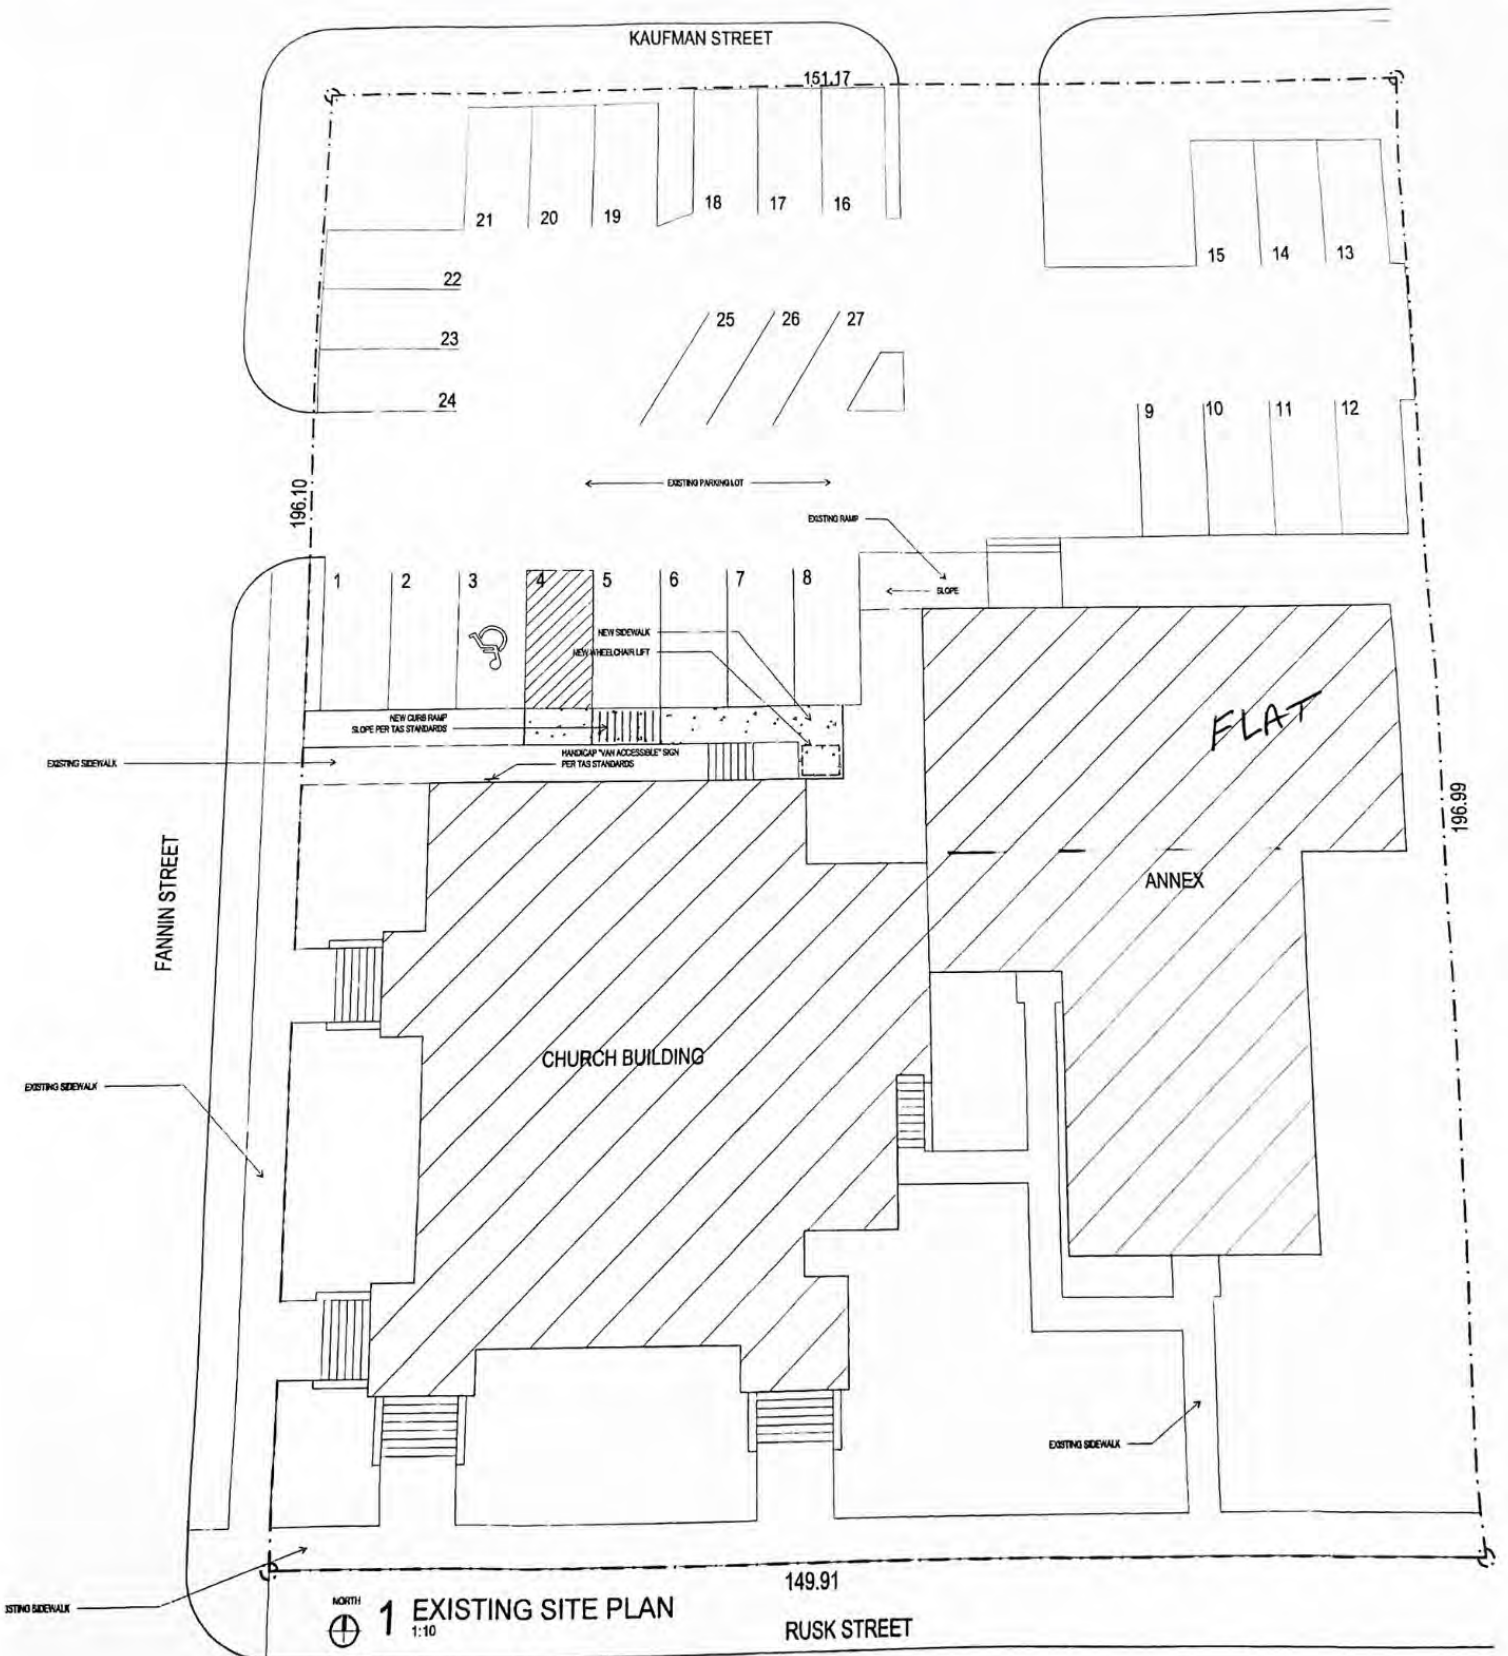 KAUFMAN STREET
151.17
21
20
19
18
17
16
15
14
13
22
23
24
25
26
27
9
10
11
12
196.10
EXISTING PARKING LOT
EXISTING RAMP
SLOPE
1
2
3
4
5
6
7
8
NEW SIDEWALK
NEW WHEELCHAIR LIFT
NEW CURB RAMP
SLOPE PER TAS STANDARDS
HANDICAP "VAN ACCESSIBLE" SIGN
PER TAS STANDARDS
EXISTING SIDEWALK
FLAT
196.99
FANNIN STREET
ANNEX
CHURCH BUILDING
EXISTING SIDEWALK
EXISTING SIDEWALK
ISTING SIDEWALK
149.91
NORTH
1 EXISTING SITE PLAN
1:10
RUSK STREET